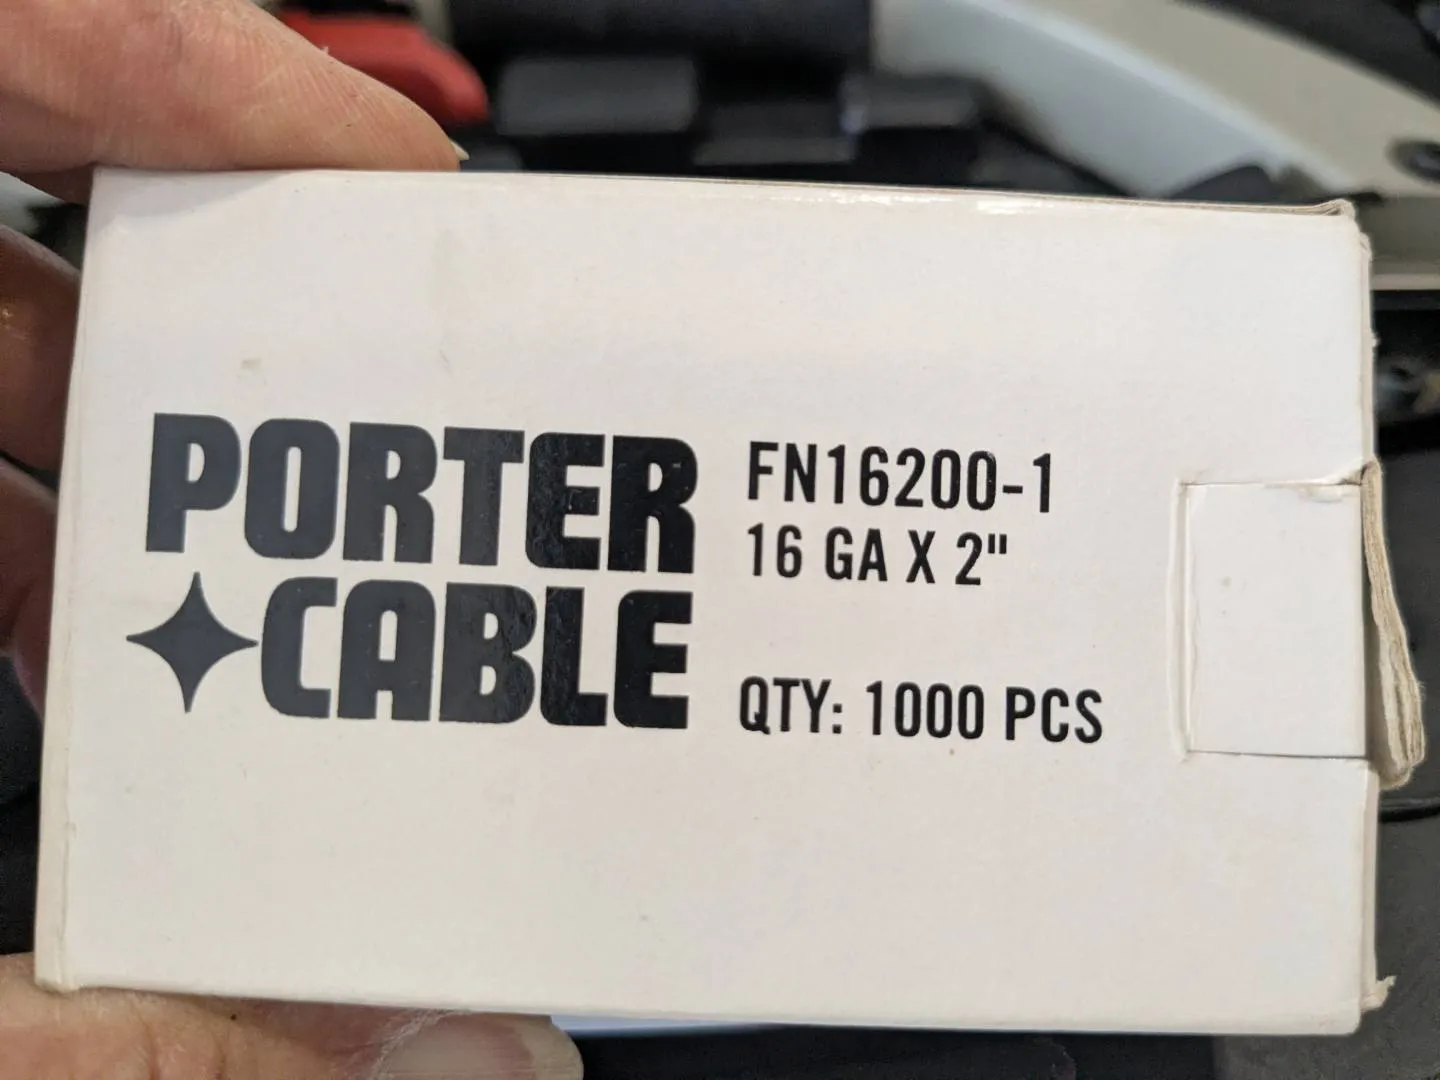 PORTER
CABLE
FN16200-1
16 GA X 2"
QTY: 1000 PCS